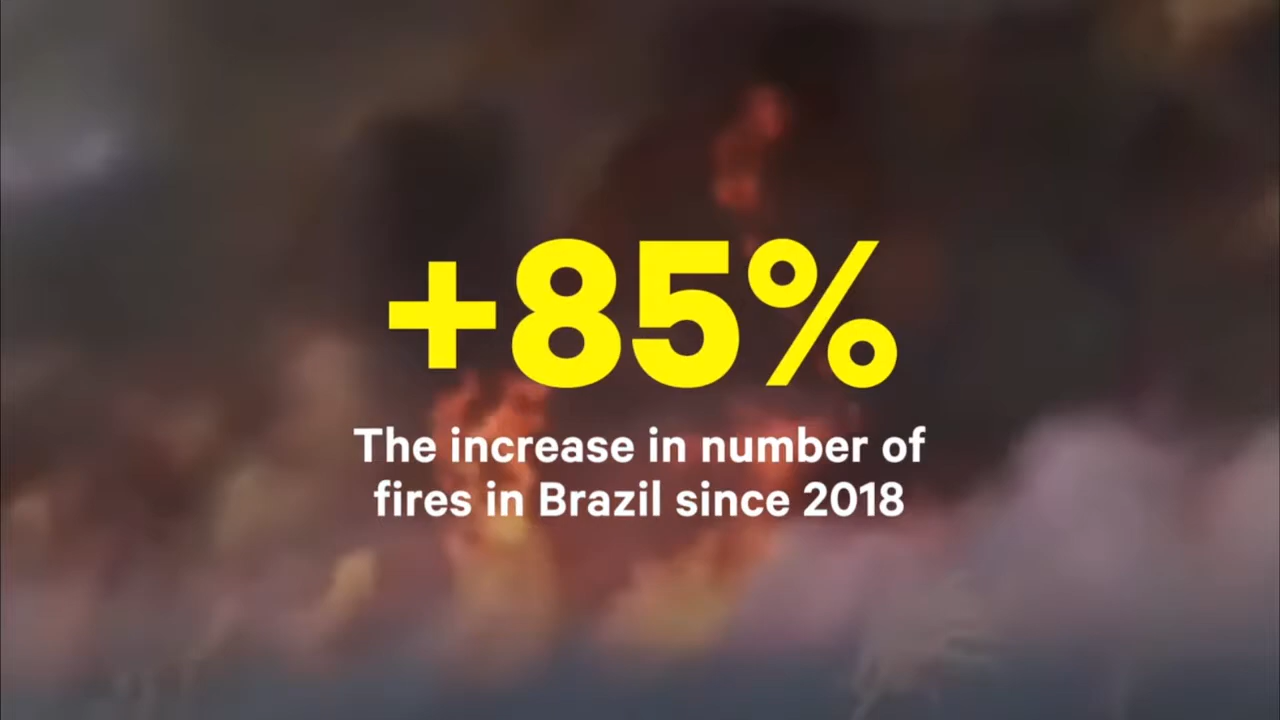 +85%
The increase in number of
fires in Brazil since 2018